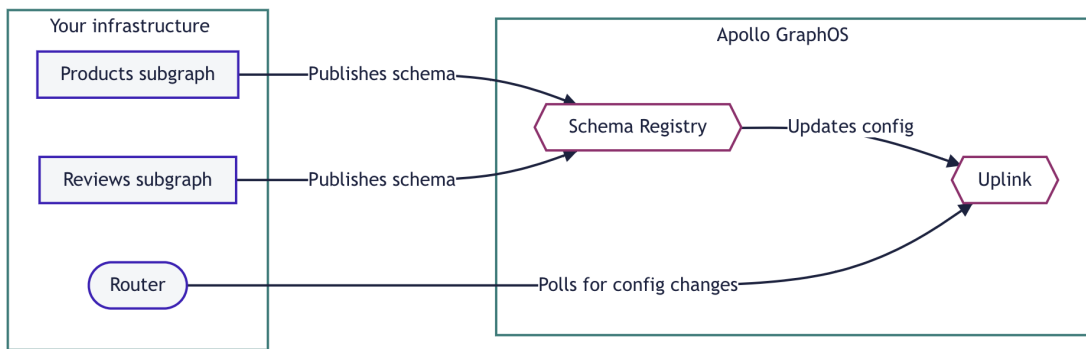 Your infrastructure
Apollo GraphOS
Products subgraph
Publishes schema
Schema Registry
Updates config
Reviews subgraph
Publishes schema
Uplink
Router
Polls for config changes